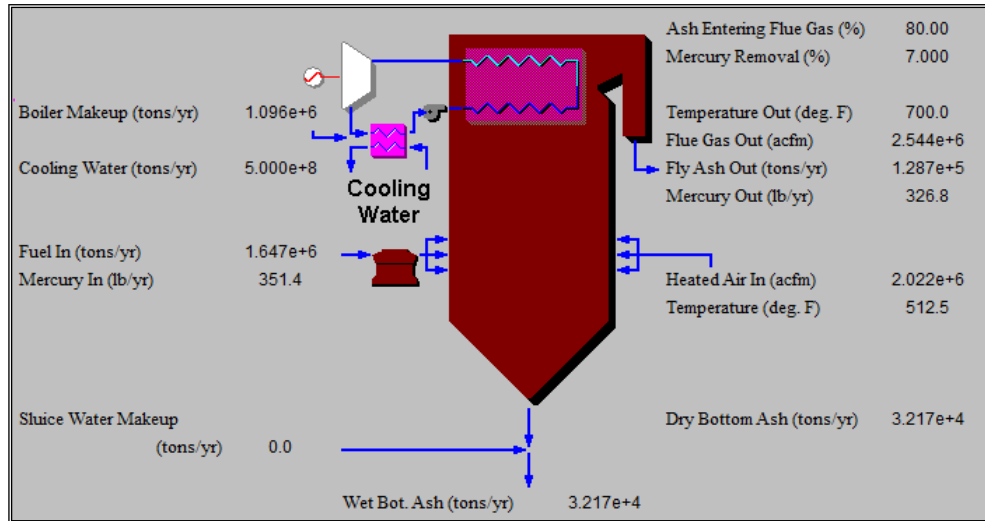 Ash Entering Flue Gas (%) 80.00
Mercury Removal (%) 7.000
Boiler Makeup (tons/yr) 1.096e+6
Temperature Out (deg. F) 700.0
Flue Gas Out (acfm) 2.544e+6
Cooling Water (tons/yr) 5.000e+8
Fly Ash Out (tons/yr) 1.287e+5
Cooling
Water
Mercury Out (lb/yr) 326.8
Fuel In (tons/yr) 1.647e+6
Mercury In (lb/yr) 351.4
Heated Air In (acfm) 2.022e+6
Temperature (deg. F) 512.5
Sluice Water Makeup
(tons/yr) 0.0
Dry Bottom Ash (tons/yr) 3.217e+4
Wet Bot. Ash (tons/yr) 3.217e+4